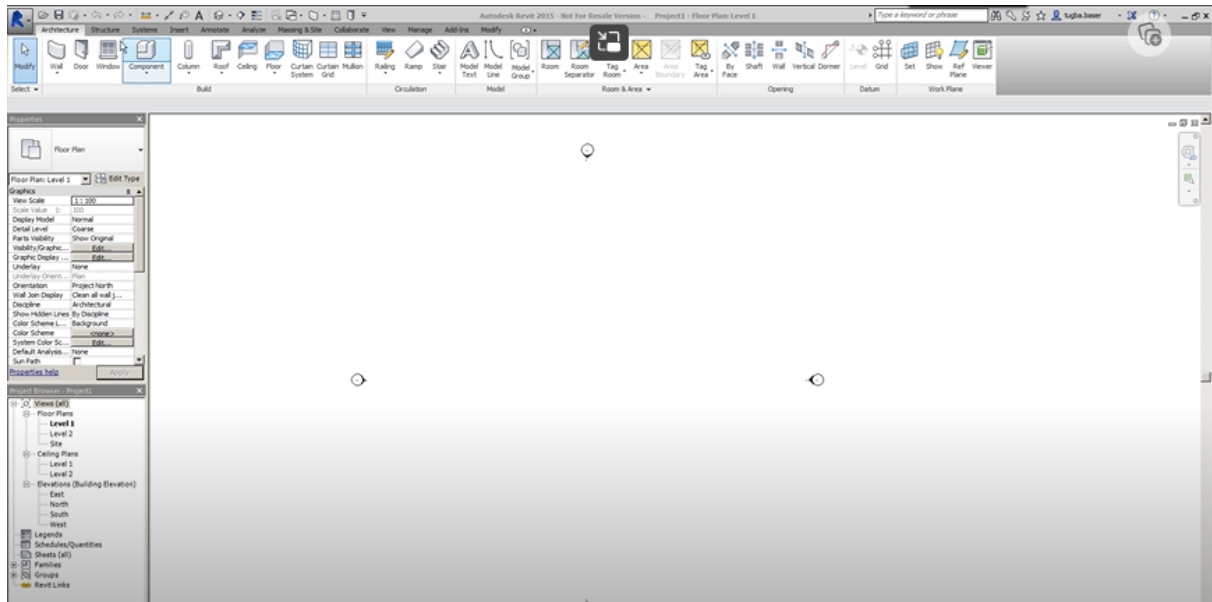 Autodesk Revit 2015 - Not For Resale Version - Project1 - Floor Plan: Level 1
Type a keyword or phrase
tugba.baser
Architecture Structure Systems Insert Annotate Analyze Massing & Site Collaborate View Manage Add-Ins Modify
Modify Wall Door Window Component Column Roof Ceiling Floor Curtain System Curtain Grid Mullion Railing Ramp Stair Model Text Model Line Model Group Room Room Separator Tag Room Area Area Boundary Tag Area By Face Shaft Wall Vertical Dormer Level Grid Set Show Ref Plane Viewer
Select Build Circulation Model Room & Area Opening Datum Work Plane
Properties
Floor Plan
Floor Plan: Level 1 Edit Type
Graphics
View Scale 1 : 100
Scale Value 1: 100
Display Model Normal
Detail Level Coarse
Parts Visibility Show Original
Visibility/Graphic... Edit...
Graphic Display ... Edit...
Underlay None
Underlay Orient... Plan
Orientation Project North
Wall Join Display Clean all wall j...
Discipline Architectural
Show Hidden Lines By Discipline
Color Scheme L... Background
Color Scheme <none>
System Color Sc... Edit...
Default Analysis... None
Sun Path
Properties help Apply
Project Browser - Project1
Views (all)
Floor Plans
Level 1
Level 2
Site
Ceiling Plans
Level 1
Level 2
Elevations (Building Elevation)
East
North
South
West
Legends
Schedules/Quantities
Sheets (all)
Families
Groups
Revit Links